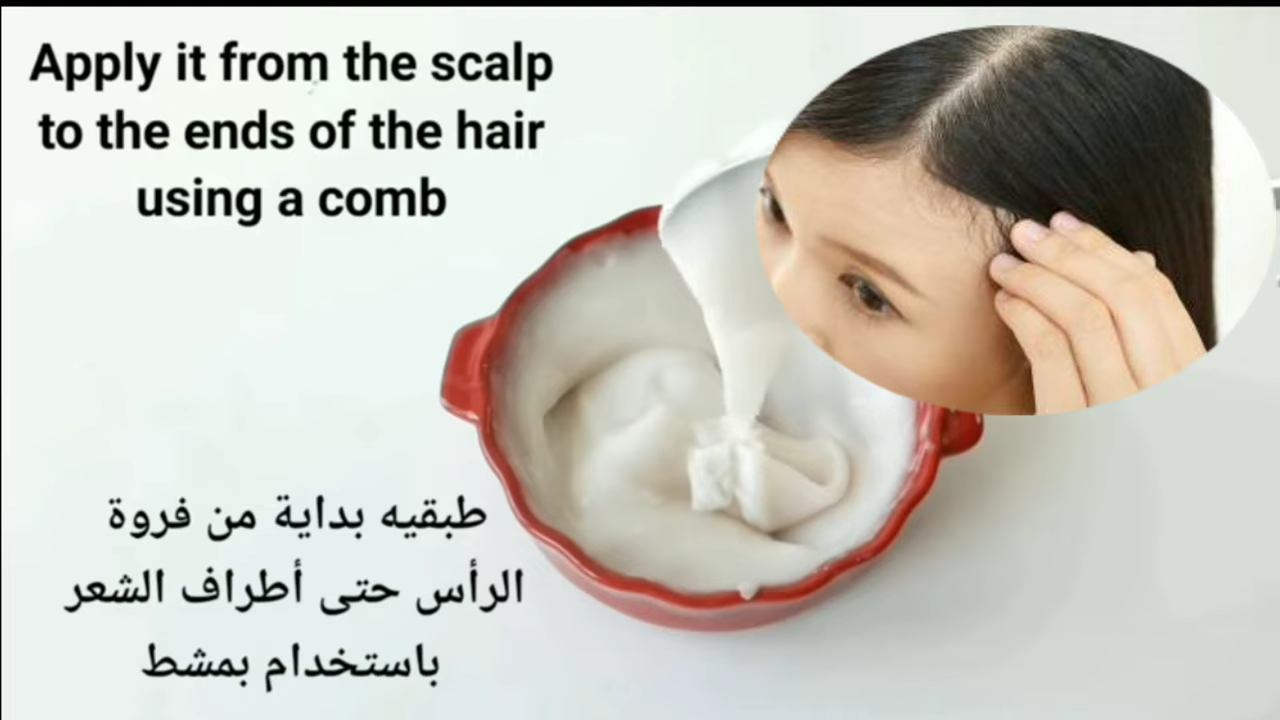 Apply it from the scalp
to the ends of the hair
using a comb
طبقيه بداية من فروة
الرأس حتى أطراف الشعر
باستخدام بمشط